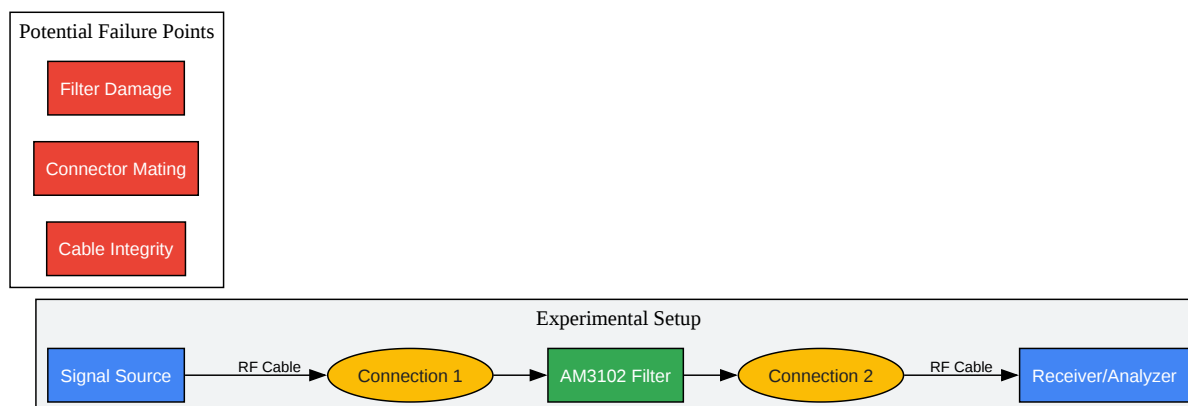 Potential Failure Points
Filter Damage
Connector Mating
Cable Integrity
Experimental Setup
Signal Source
RF Cable
Connection 1
AM3102 Filter
Connection 2
RF Cable
Receiver/Analyzer